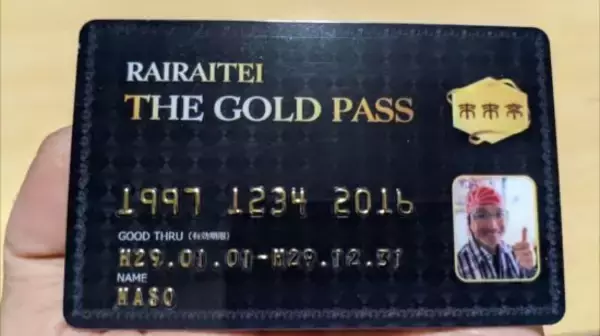 RAIRAITEI
THE GOLD PASS
来来亭
1997 1234 2016
GOOD THRU (有効期限)
H29.01.01-H29.12.31
NAME
MASO